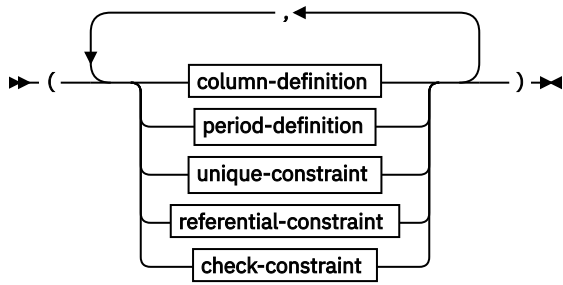 ,
( column-definition )
period-definition
unique-constraint
referential-constraint
check-constraint